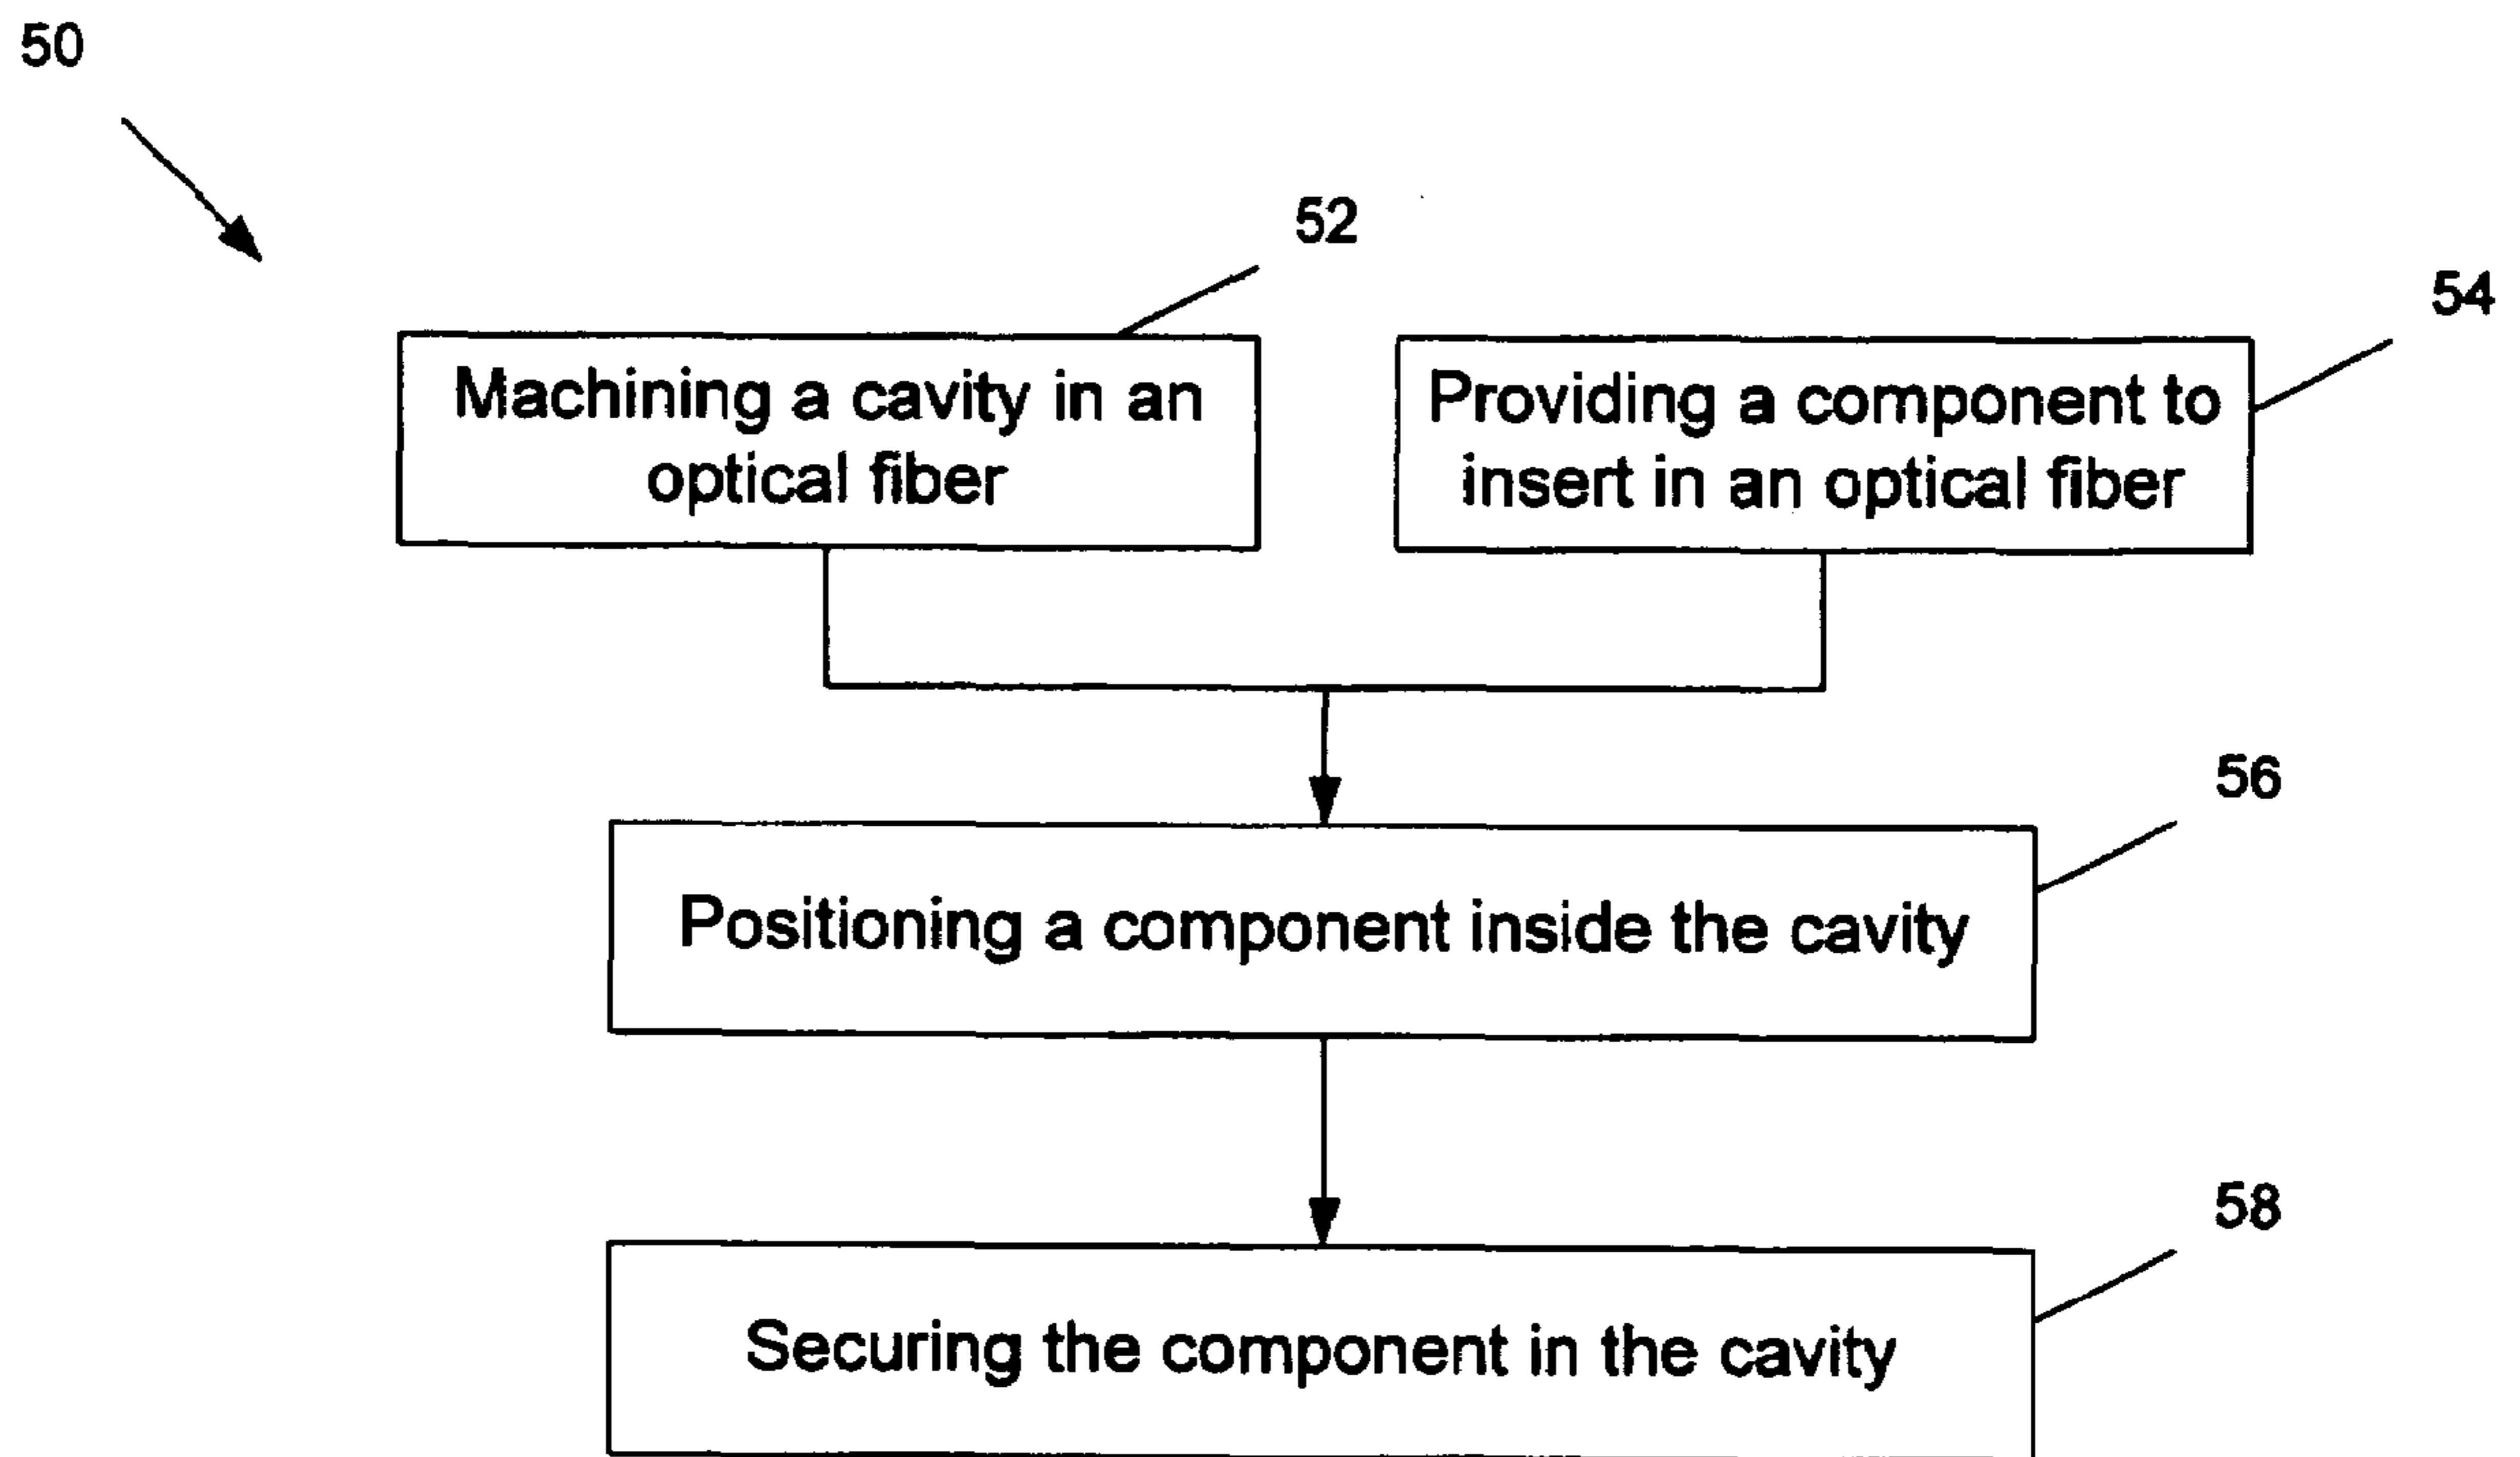 50
52
54
Machining a cavity in an
optical fiber
Providing a component to
insert in an optical fiber
56
Positioning a component inside the cavity
58
Securing the component in the cavity